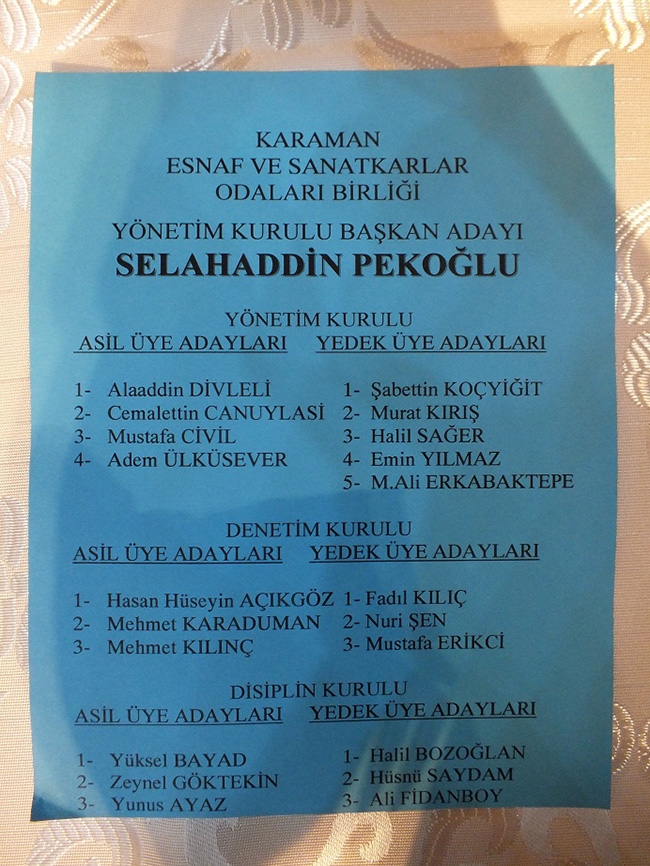 KARAMAN
ESNAF VE SANATKARLAR
ODALARI BİRLİĞİ
YÖNETİM KURULU BAŞKAN ADAYI
SELAHADDİN PEKOĞLU
YÖNETİM KURULU
ASİL ÜYE ADAYLARI YEDEK ÜYE ADAYLARI
1- Alaaddin DİVLELİ 1- Şabettin KOÇYİĞİT
2- Cemalettin CANUYLASİ 2- Murat KIRIŞ
3- Mustafa CİVİL 3- Halil SAĞER
4- Adem ÜLKÜSEVER 4- Emin YILMAZ
5- M.Ali ERKABAKTEPE
DENETİM KURULU
ASİL ÜYE ADAYLARI YEDEK ÜYE ADAYLARI
1- Hasan Hüseyin AÇIKGÖZ 1- Fadıl KILIÇ
2- Mehmet KARADUMAN 2- Nuri ŞEN
3- Mehmet KILINÇ 3- Mustafa ERİKCİ
DİSİPLİN KURULU
ASİL ÜYE ADAYLARI YEDEK ÜYE ADAYLARI
1- Yüksel BAYAD 1- Halil BOZOĞLAN
2- Zeynel GÖKTEKİN 2- Hüsnü SAYDAM
3- Yunus AYAZ 3- Ali FİDANBOY